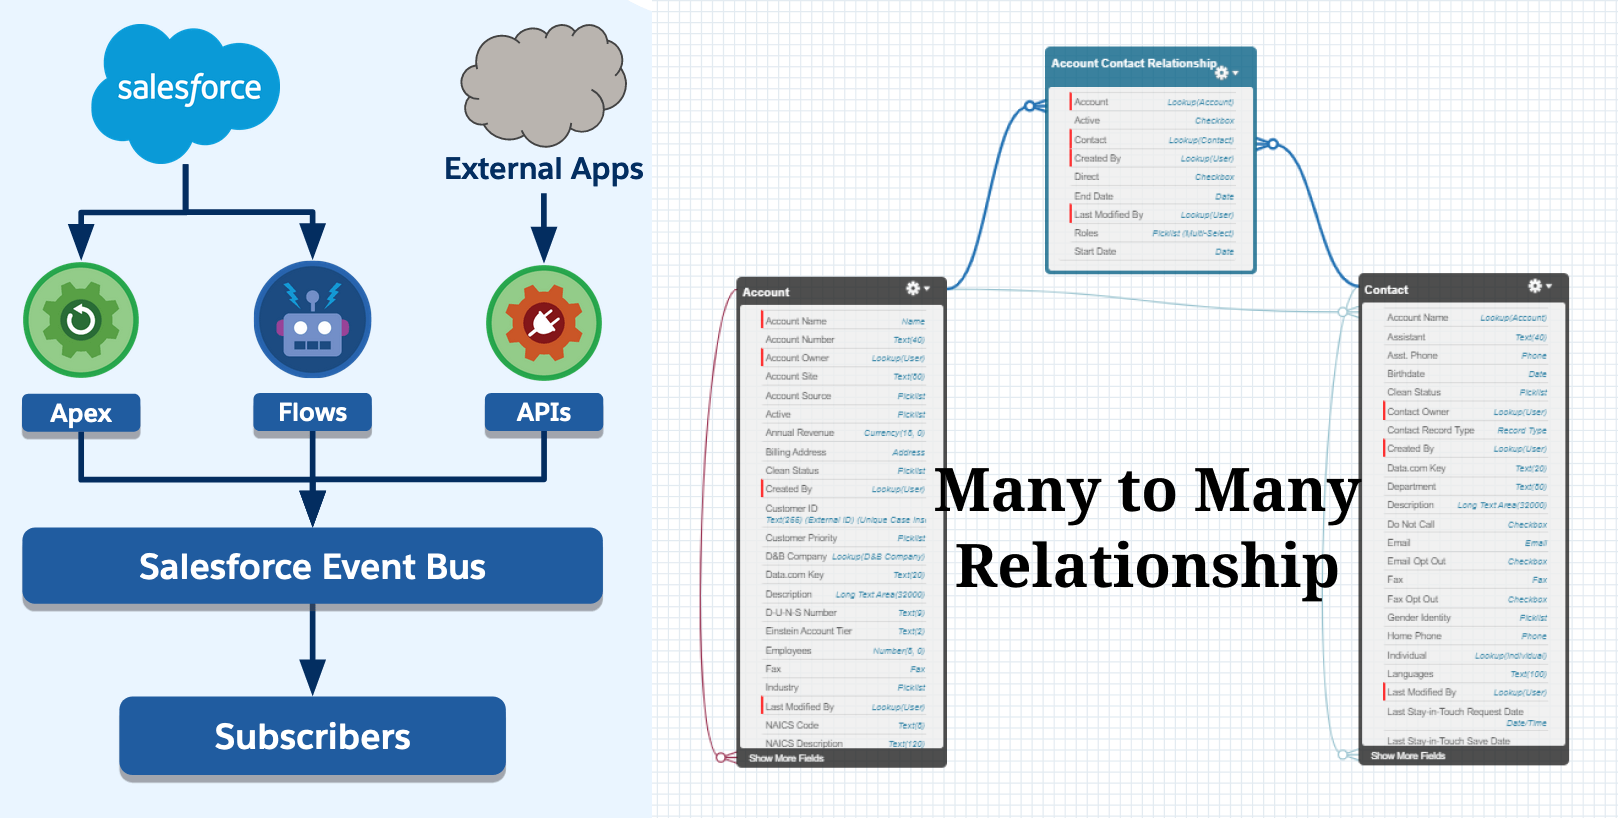 salesforce
External Apps
Apex
Flows
APIs
Salesforce Event Bus
Subscribers
Account Contact Relationship
Account Lookup(Account)
Active Checkbox
Contact Lookup(Contact)
Created By Lookup(User)
Direct Checkbox
End Date Date
Last Modified By Lookup(User)
Roles Picklist (Multi-Select)
Start Date Date
Account
Account Name Name
Account Number Text(40)
Account Owner Lookup(User)
Account Site Text(80)
Account Source Picklist
Active Picklist
Annual Revenue Currency(18, 0)
Billing Address Address
Clean Status Picklist
Created By Lookup(User)
Customer ID
Text(255) (External ID) (Unique Case Ins
Customer Priority Picklist
D&B Company Lookup(D&B Company)
Data.com Key Text(20)
Description Long Text Area(32000)
D-U-N-S Number Text(9)
Einstein Account Tier Text(2)
Employees Number(8, 0)
Fax Fax
Industry Picklist
Last Modified By Lookup(User)
NAICS Code Text(8)
NAICS Description Text(120)
Show More Fields
Many to Many
Relationship
Contact
Account Name Lookup(Account)
Assistant Text(40)
Asst. Phone Phone
Birthdate Date
Clean Status Picklist
Contact Owner Lookup(User)
Contact Record Type Record Type
Created By Lookup(User)
Data.com Key Text(20)
Department Text(80)
Description Long Text Area(32000)
Do Not Call Checkbox
Email Email
Email Opt Out Checkbox
Fax Fax
Fax Opt Out Checkbox
Gender Identity Picklist
Home Phone Phone
Individual Lookup(Individual)
Languages Text(100)
Last Modified By Lookup(User)
Last Stay-in-Touch Request Date
Date/Time
Last Stay-in-Touch Save Date
Show More Fields